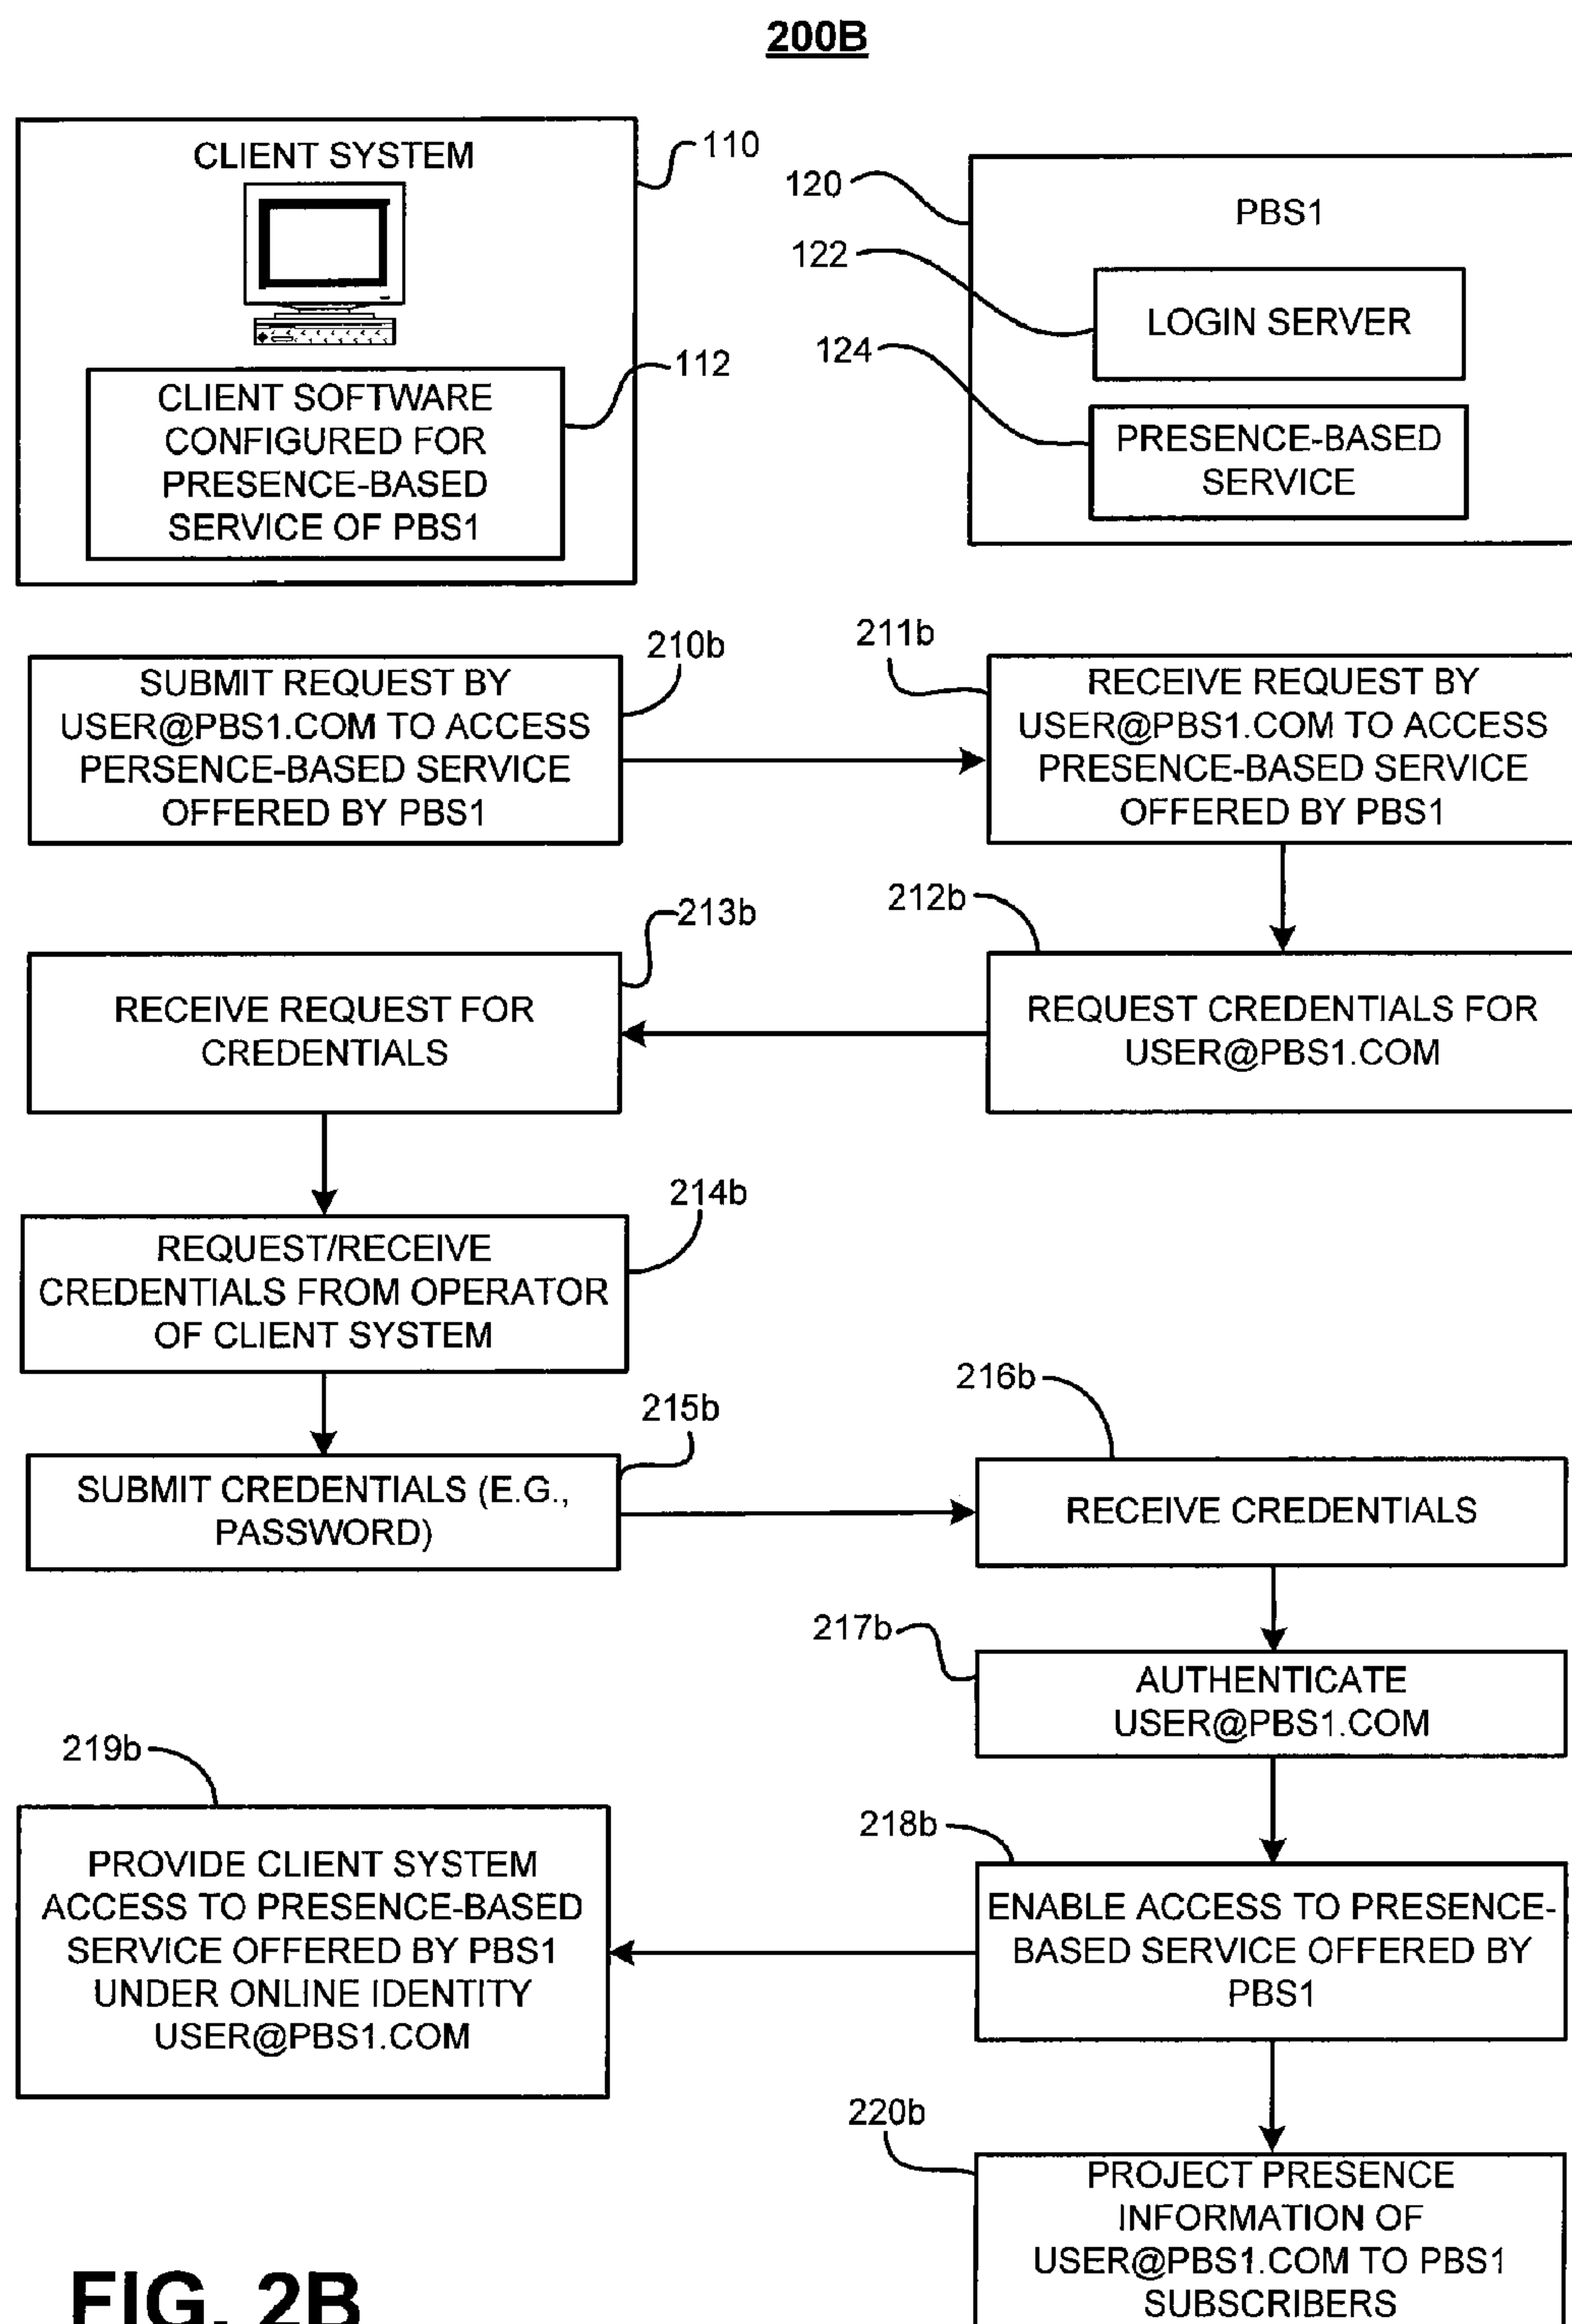 200B
CLIENT SYSTEM
110
CLIENT SOFTWARE
CONFIGURED FOR
PRESENCE-BASED
SERVICE OF PBS1
112
120
PBS1
122
LOGIN SERVER
124
PRESENCE-BASED
SERVICE
210b
SUBMIT REQUEST BY
USER@PBS1.COM TO ACCESS
PERSENCE-BASED SERVICE
OFFERED BY PBS1
211b
RECEIVE REQUEST BY
USER@PBS1.COM TO ACCESS
PRESENCE-BASED SERVICE
OFFERED BY PBS1
212b
REQUEST CREDENTIALS FOR
USER@PBS1.COM
213b
RECEIVE REQUEST FOR
CREDENTIALS
214b
REQUEST/RECEIVE
CREDENTIALS FROM OPERATOR
OF CLIENT SYSTEM
215b
SUBMIT CREDENTIALS (E.G.,
PASSWORD)
216b
RECEIVE CREDENTIALS
217b
AUTHENTICATE
USER@PBS1.COM
218b
ENABLE ACCESS TO PRESENCE-
BASED SERVICE OFFERED BY
PBS1
219b
PROVIDE CLIENT SYSTEM
ACCESS TO PRESENCE-BASED
SERVICE OFFERED BY PBS1
UNDER ONLINE IDENTITY
USER@PBS1.COM
220b
PROJECT PRESENCE
INFORMATION OF
USER@PBS1.COM TO PBS1
SUBSCRIBERS
FIG. 2B